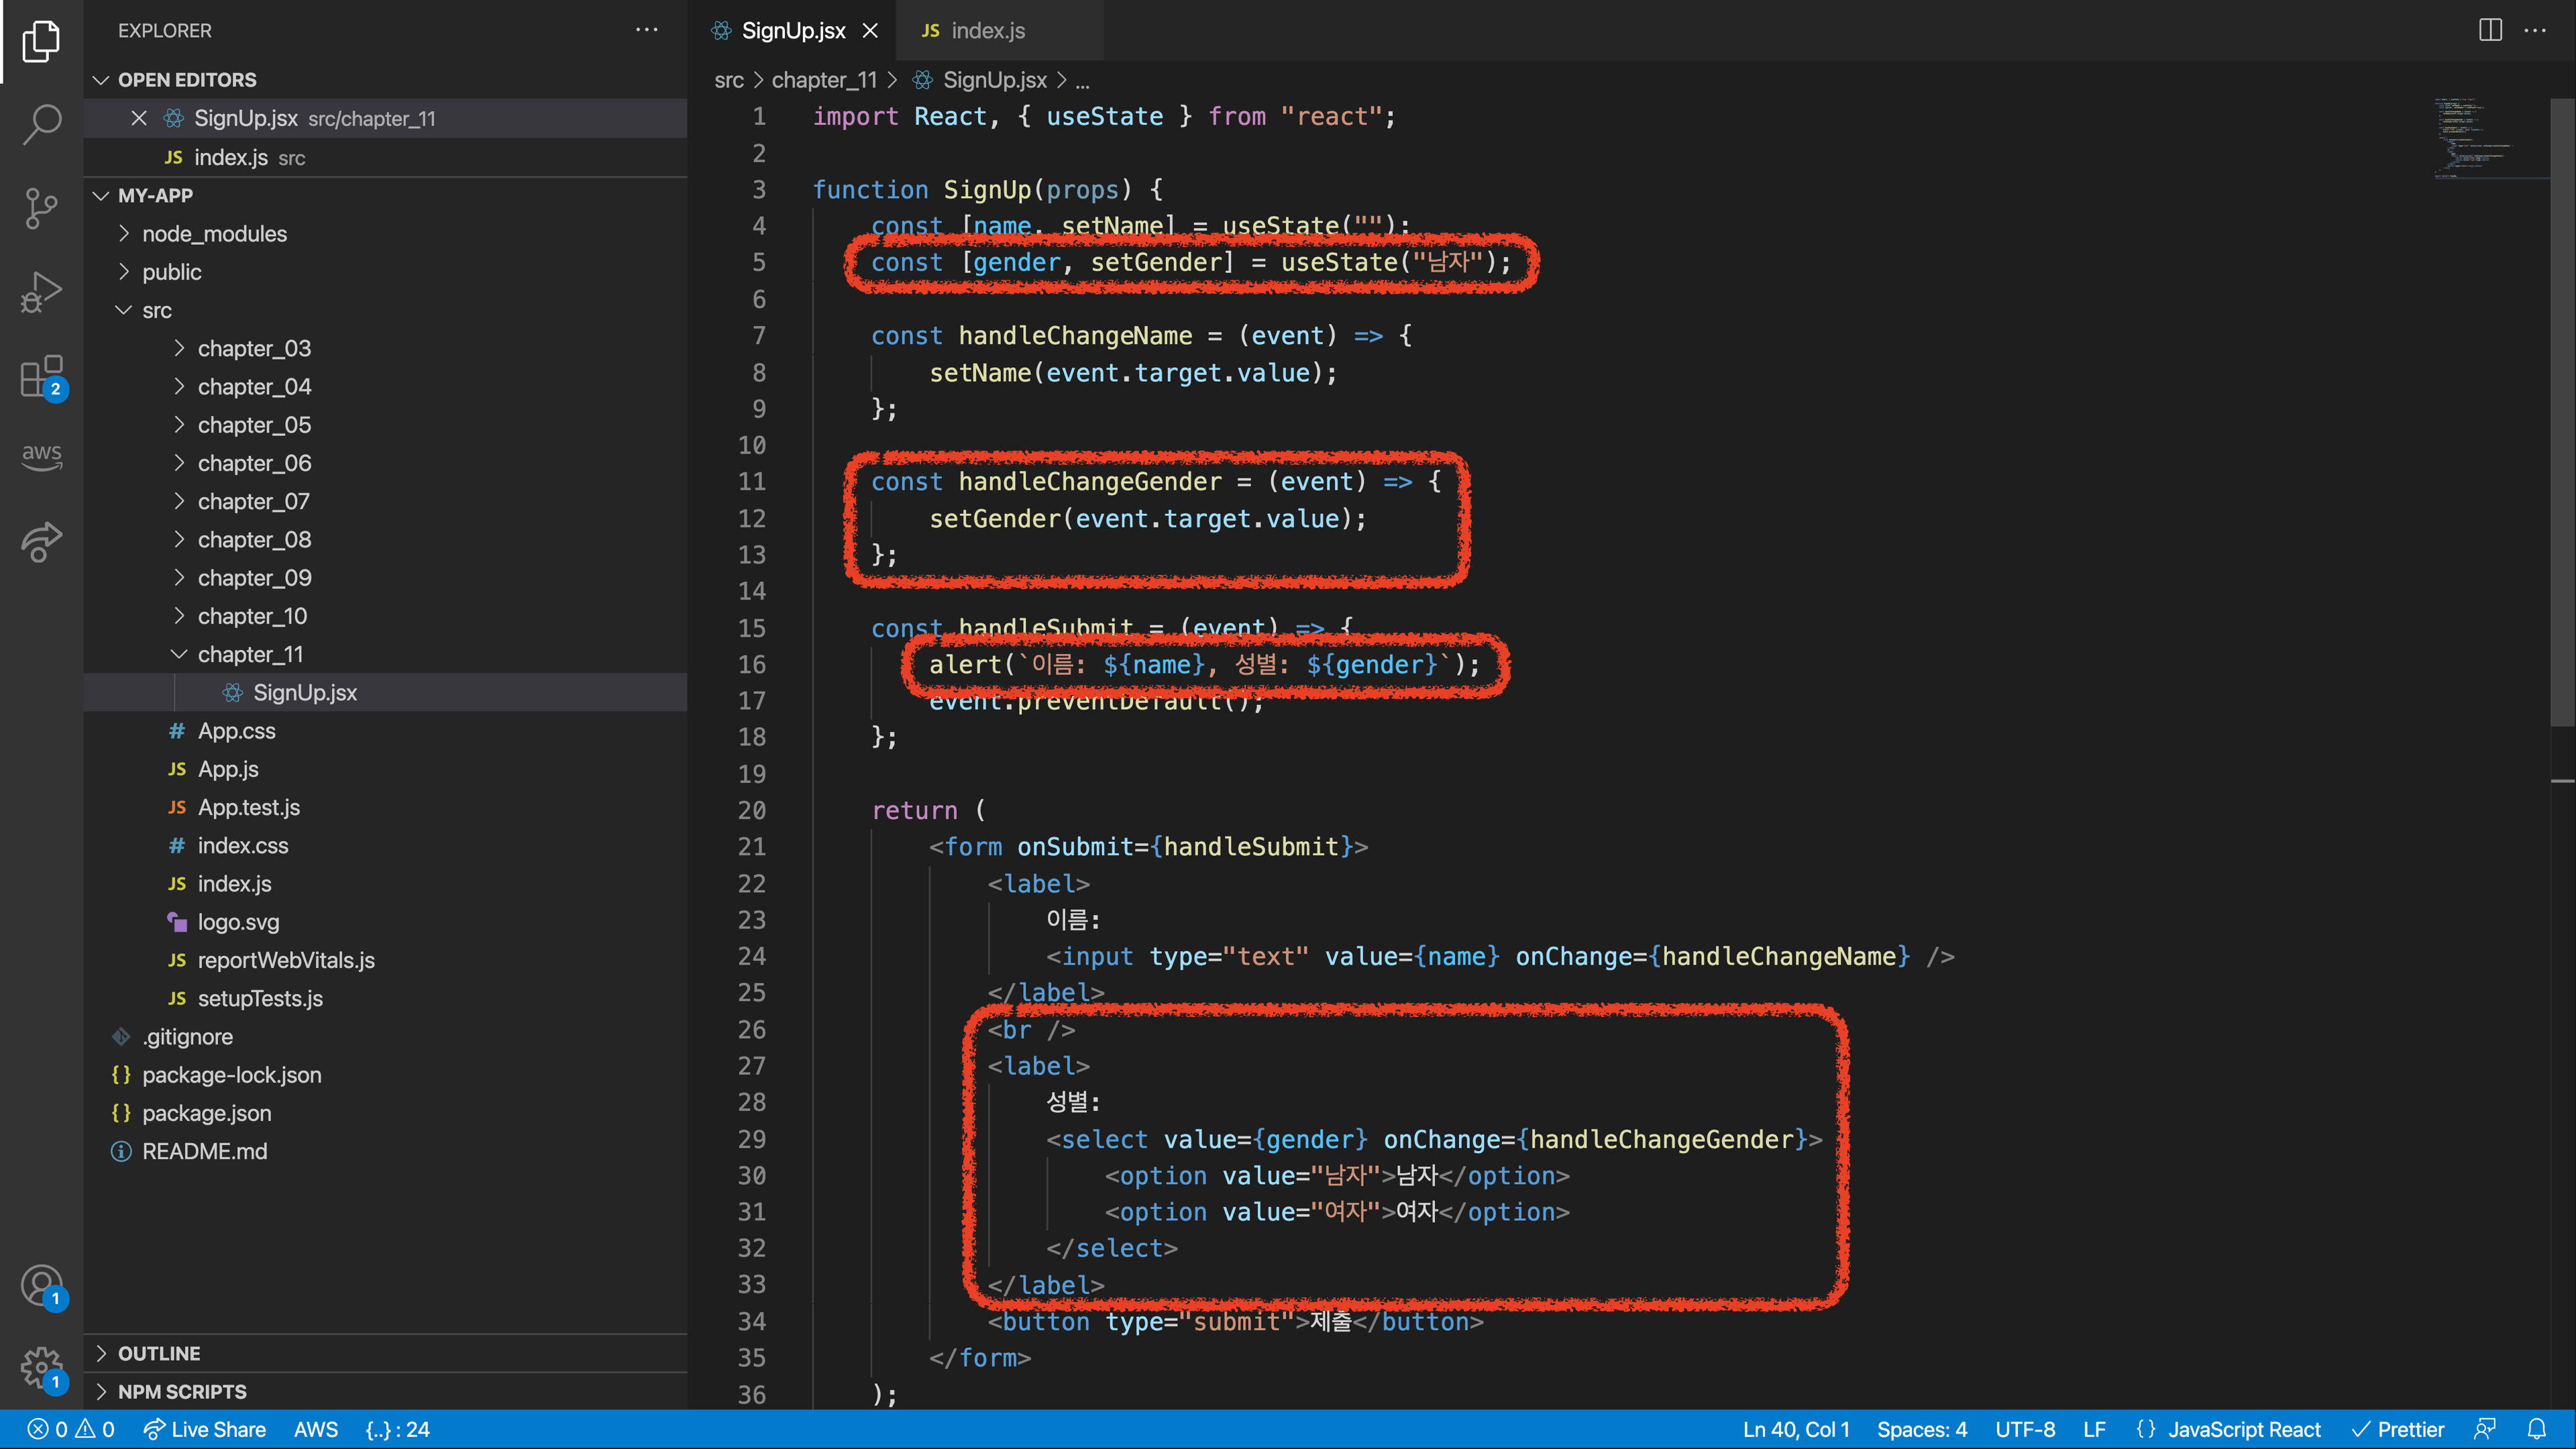 EXPLORER
OPEN EDITORS
SignUp.jsx src/chapter_11
JS index.js src
MY-APP
node_modules
public
src
chapter_03
chapter_04
chapter_05
chapter_06
chapter_07
chapter_08
chapter_09
chapter_10
chapter_11
SignUp.jsx
# App.css
JS App.js
JS App.test.js
# index.css
JS index.js
logo.svg
JS reportWebVitals.js
JS setupTests.js
.gitignore
{} package-lock.json
{} package.json
README.md
OUTLINE
NPM SCRIPTS
2
aws
1
1
SignUp.jsx
JS index.js
src > chapter_11 > SignUp.jsx > ...
1 import React, { useState } from "react";
2
3 function SignUp(props) {
4 const [name, setName] = useState("");
5 const [gender, setGender] = useState("남자");
6
7 const handleChangeName = (event) => {
8 setName(event.target.value);
9 };
10
11 const handleChangeGender = (event) => {
12 setGender(event.target.value);
13 };
14
15 const handleSubmit = (event) => {
16 alert(`이름: ${name}, 성별: ${gender}`);
17 event.preventDefault();
18 };
19
20 return (
21 <form onSubmit={handleSubmit}>
22 <label>
23 이름:
24 <input type="text" value={name} onChange={handleChangeName} />
25 </label>
26 <br />
27 <label>
28 성별:
29 <select value={gender} onChange={handleChangeGender}>
30 <option value="남자">남자</option>
31 <option value="여자">여자</option>
32 </select>
33 </label>
34 <button type="submit">제출</button>
35 </form>
36 );
0 0 Live Share AWS {..} : 24
Ln 40, Col 1 Spaces: 4 UTF-8 LF {} JavaScript React Prettier